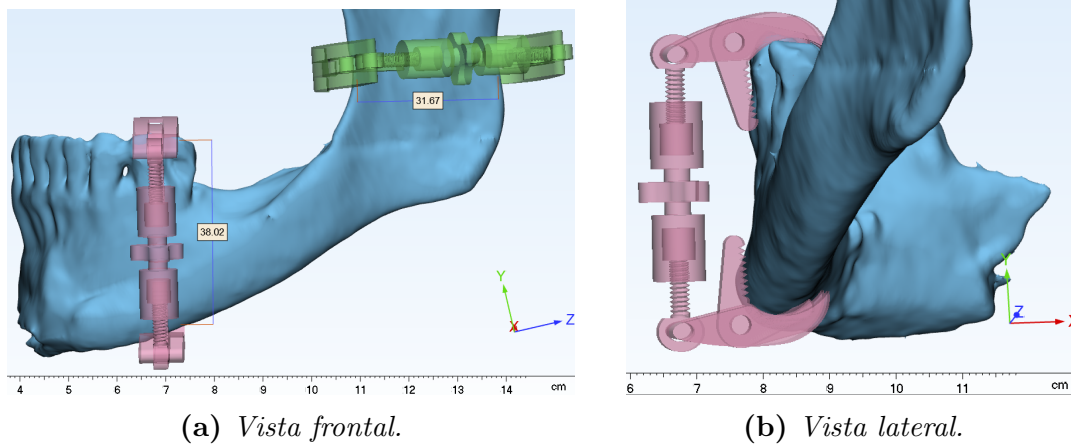 31.67
38.02
Y
X
Z
4 5 6 7 8 9 10 11 12 13 14 cm
Y
Z
X
6 7 8 9 10 11 cm
(a) Vista frontal.
(b) Vista lateral.